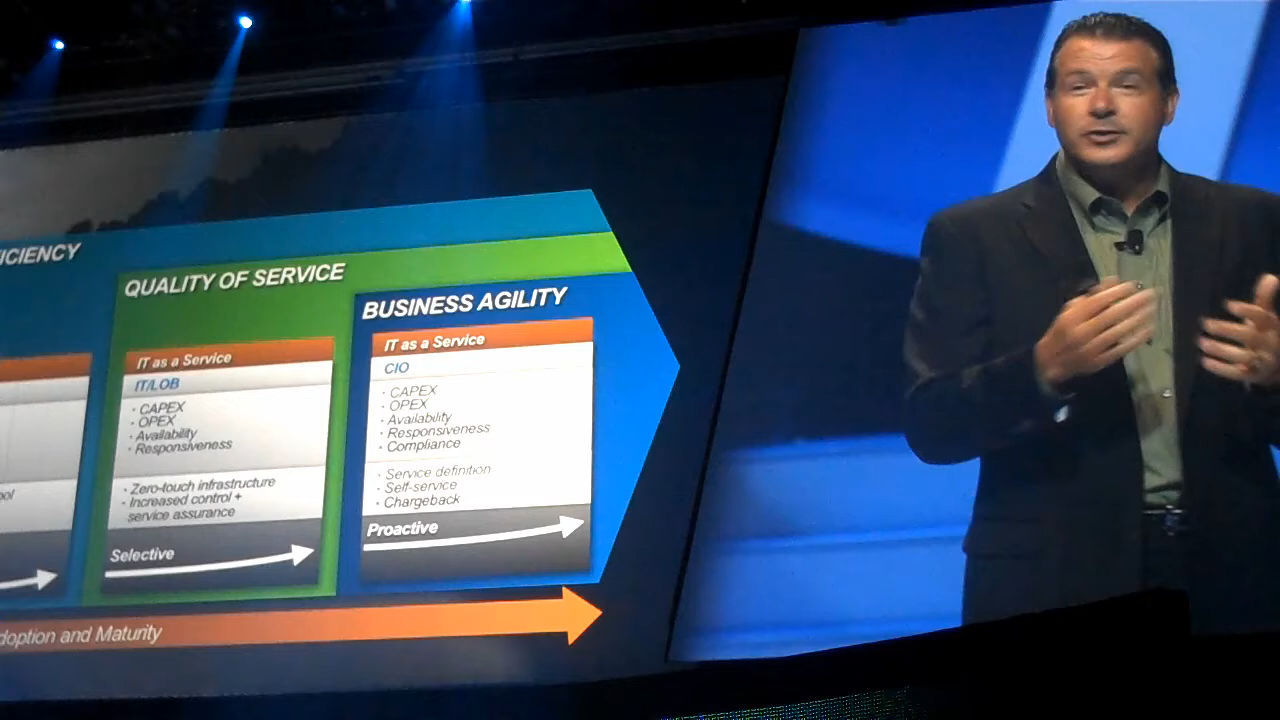 QUALITY OF SERVICE
IT as a Service
IT/LOB
· CAPEX
· OPEX
· Availability
· Responsiveness
· Zero-touch infrastructure
· Increased control +
service assurance
Selective
BUSINESS AGILITY
IT as a Service
CIO
· CAPEX
· OPEX
· Availability
· Responsiveness
· Compliance
· Service definition
· Self-service
· Chargeback
Proactive
and Maturity